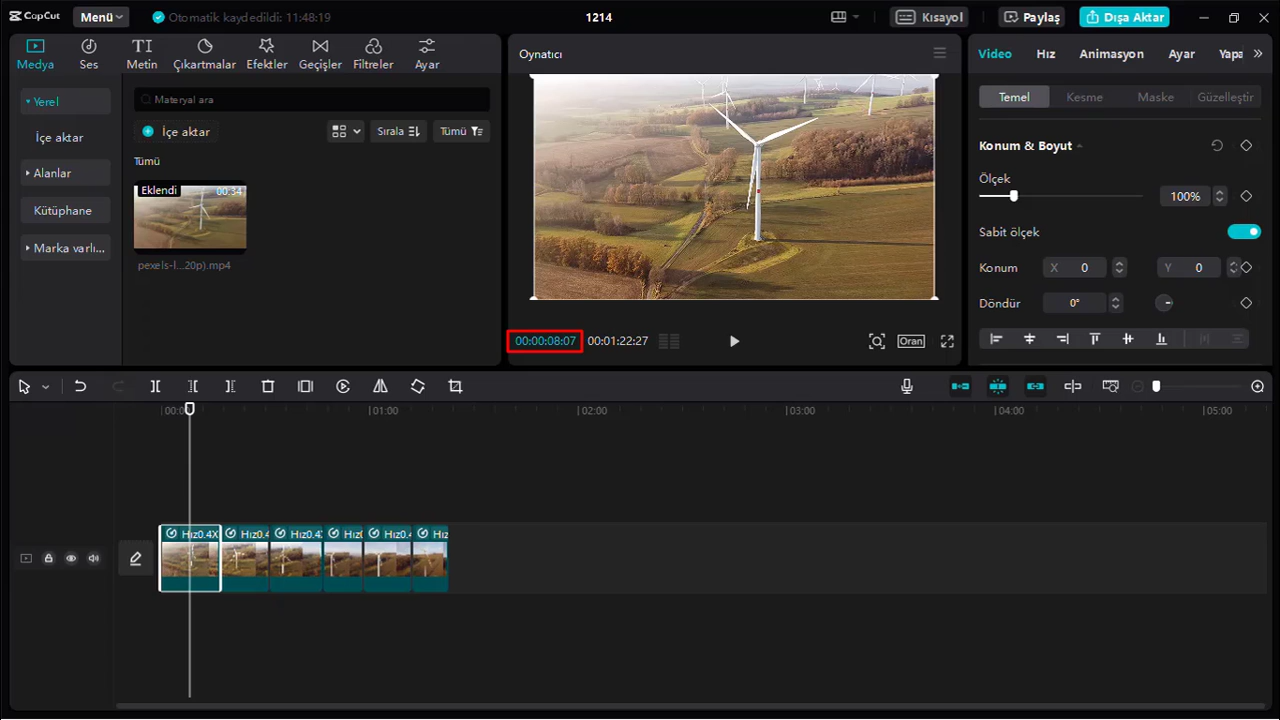 CapCut Menü Otomatik kaydedildi: 11:48:19 1214 Kısayol Paylaş Dışa Aktar
Medya Ses Metin Çıkartmalar Efektler Geçişler Filtreler Ayar
Yerel
İçe aktar
Alanlar
Kütüphane
Marka varlı...
Materyal ara
İçe aktar Sırala Tümü
Tümü
Eklendi 00:34
pexels-l...20p).mp4
Oynatıcı
00:00:08:07 00:01:22:27 Oran
Video Hız Animasyon Ayar Yapa
Temel Kesme Maske Güzelleştir
Konum & Boyut
Ölçek
100%
Sabit ölçek
Konum X 0 Y 0
Döndür 0°
00:0 01:00 02:00 03:00 04:00 05:00
Hız0.4X Hız0.4 Hız0.4X Hız Hız0.4 Hız